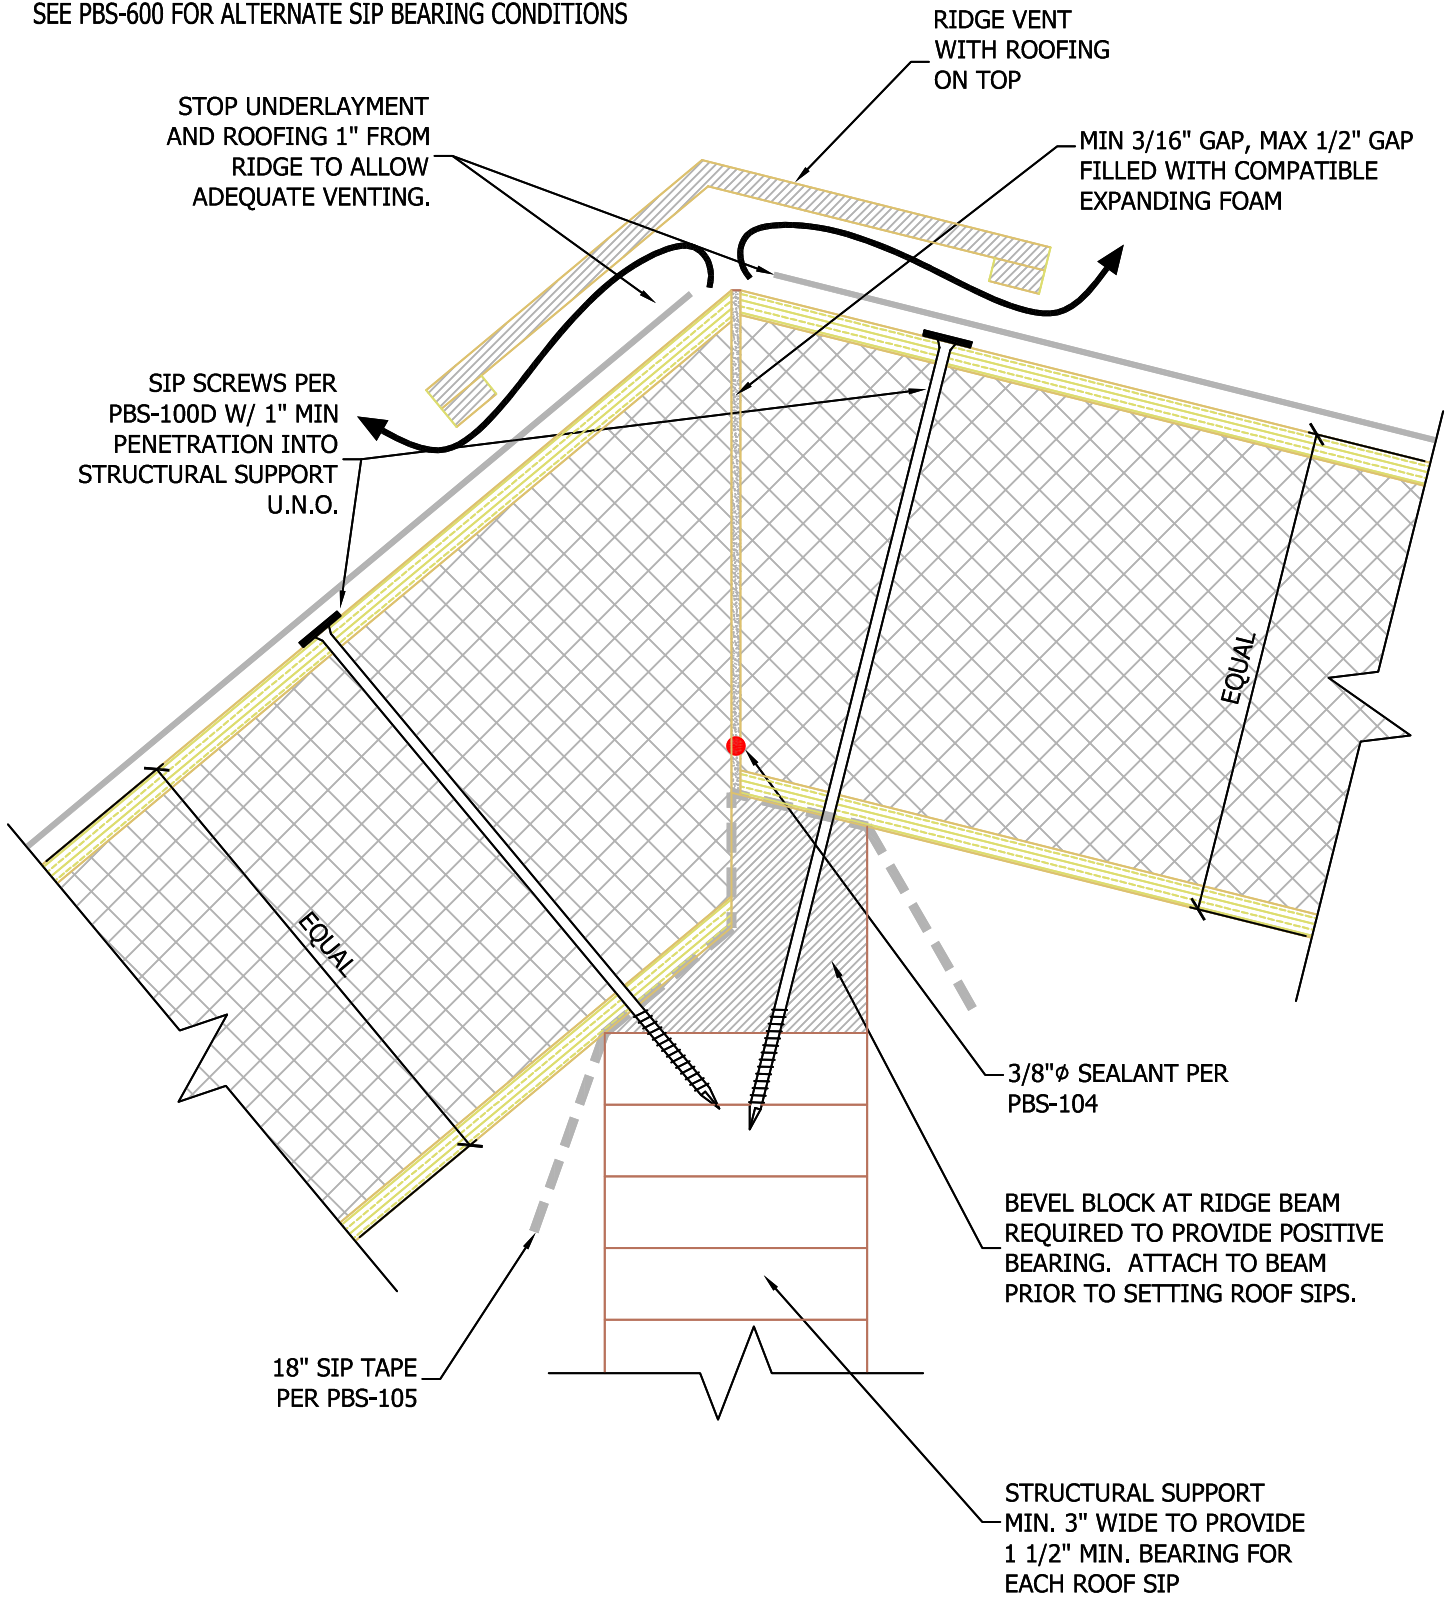 SEE PBS-600 FOR ALTERNATE SIP BEARING CONDITIONS
RIDGE VENT
WITH ROOFING
ON TOP
STOP UNDERLAYMENT
AND ROOFING 1" FROM
RIDGE TO ALLOW
ADEQUATE VENTING.
MIN 3/16" GAP, MAX 1/2" GAP
FILLED WITH COMPATIBLE
EXPANDING FOAM
SIP SCREWS PER
PBS-100D W/ 1" MIN
PENETRATION INTO
STRUCTURAL SUPPORT
U.N.O.
EQUAL
EQUAL
3/8"ø SEALANT PER
PBS-104
BEVEL BLOCK AT RIDGE BEAM
REQUIRED TO PROVIDE POSITIVE
BEARING.  ATTACH TO BEAM
PRIOR TO SETTING ROOF SIPS.
18" SIP TAPE
PER PBS-105
STRUCTURAL SUPPORT
MIN. 3" WIDE TO PROVIDE
1 1/2" MIN. BEARING FOR
EACH ROOF SIP